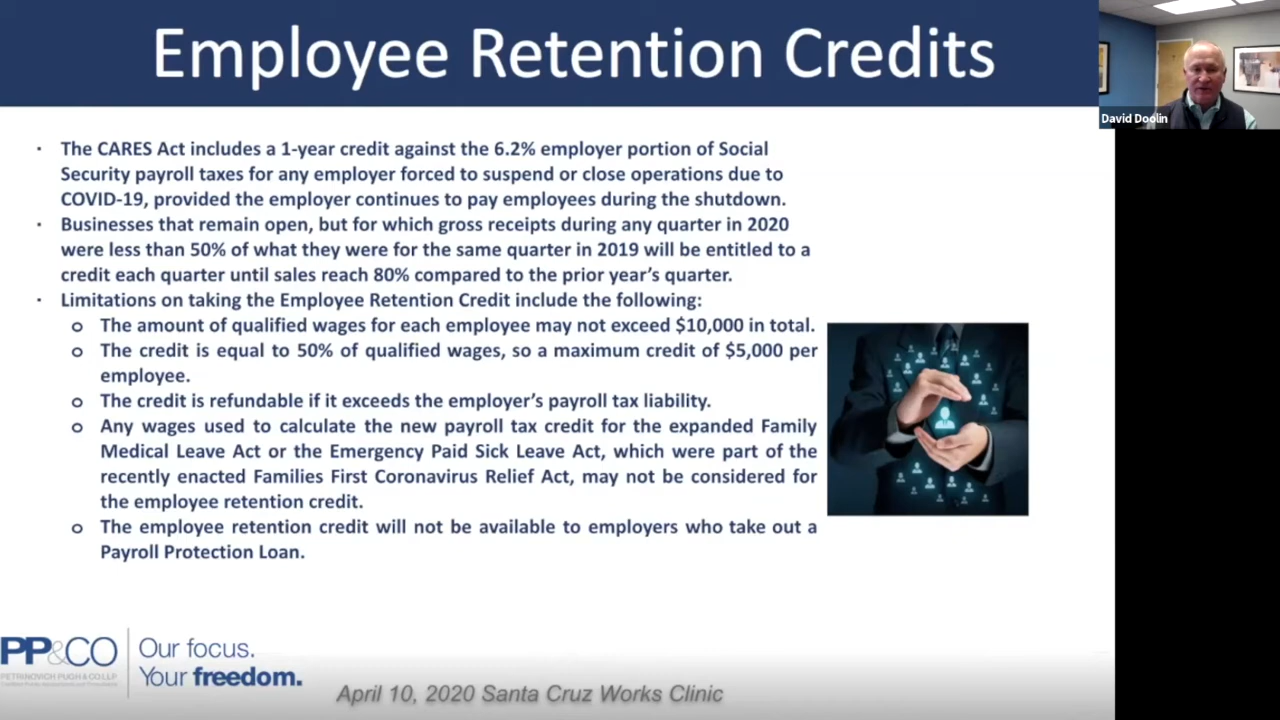 Employee Retention Credits
David Doolin
· The CARES Act includes a 1-year credit against the 6.2% employer portion of Social
Security payroll taxes for any employer forced to suspend or close operations due to
COVID-19, provided the employer continues to pay employees during the shutdown.
· Businesses that remain open, but for which gross receipts during any quarter in 2020
were less than 50% of what they were for the same quarter in 2019 will be entitled to a
credit each quarter until sales reach 80% compared to the prior year's quarter.
· Limitations on taking the Employee Retention Credit include the following:
o The amount of qualified wages for each employee may not exceed $10,000 in total.
o The credit is equal to 50% of qualified wages, so a maximum credit of $5,000 per
employee.
o The credit is refundable if it exceeds the employer's payroll tax liability.
o Any wages used to calculate the new payroll tax credit for the expanded Family
Medical Leave Act or the Emergency Paid Sick Leave Act, which were part of the
recently enacted Families First Coronavirus Relief Act, may not be considered for
the employee retention credit.
o The employee retention credit will not be available to employers who take out a
Payroll Protection Loan.
PP&CO
PETRINOVICH PUGH & CO. LLP
Our focus.
Your freedom.
April 10, 2020 Santa Cruz Works Clinic